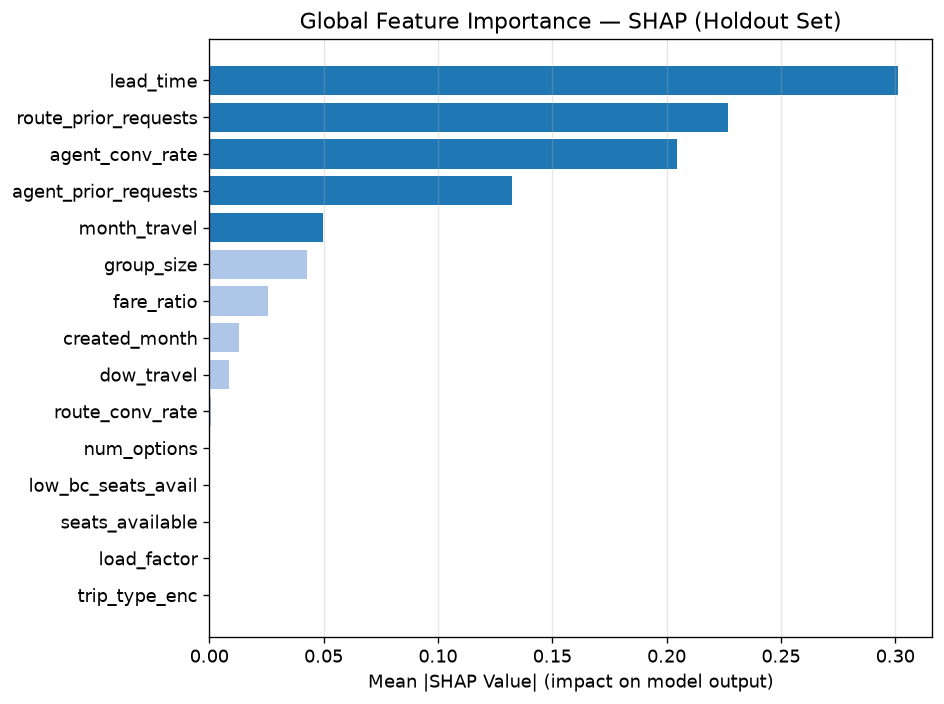 Global Feature Importance — SHAP (Holdout Set)
lead_time
route_prior_requests
agent_conv_rate
agent_prior_requests
month_travel
group_size
fare_ratio
created_month
dow_travel
route_conv_rate
num_options
low_bc_seats_avail
seats_available
load_factor
trip_type_enc
0.00 0.05 0.10 0.15 0.20 0.25 0.30
Mean |SHAP Value| (impact on model output)